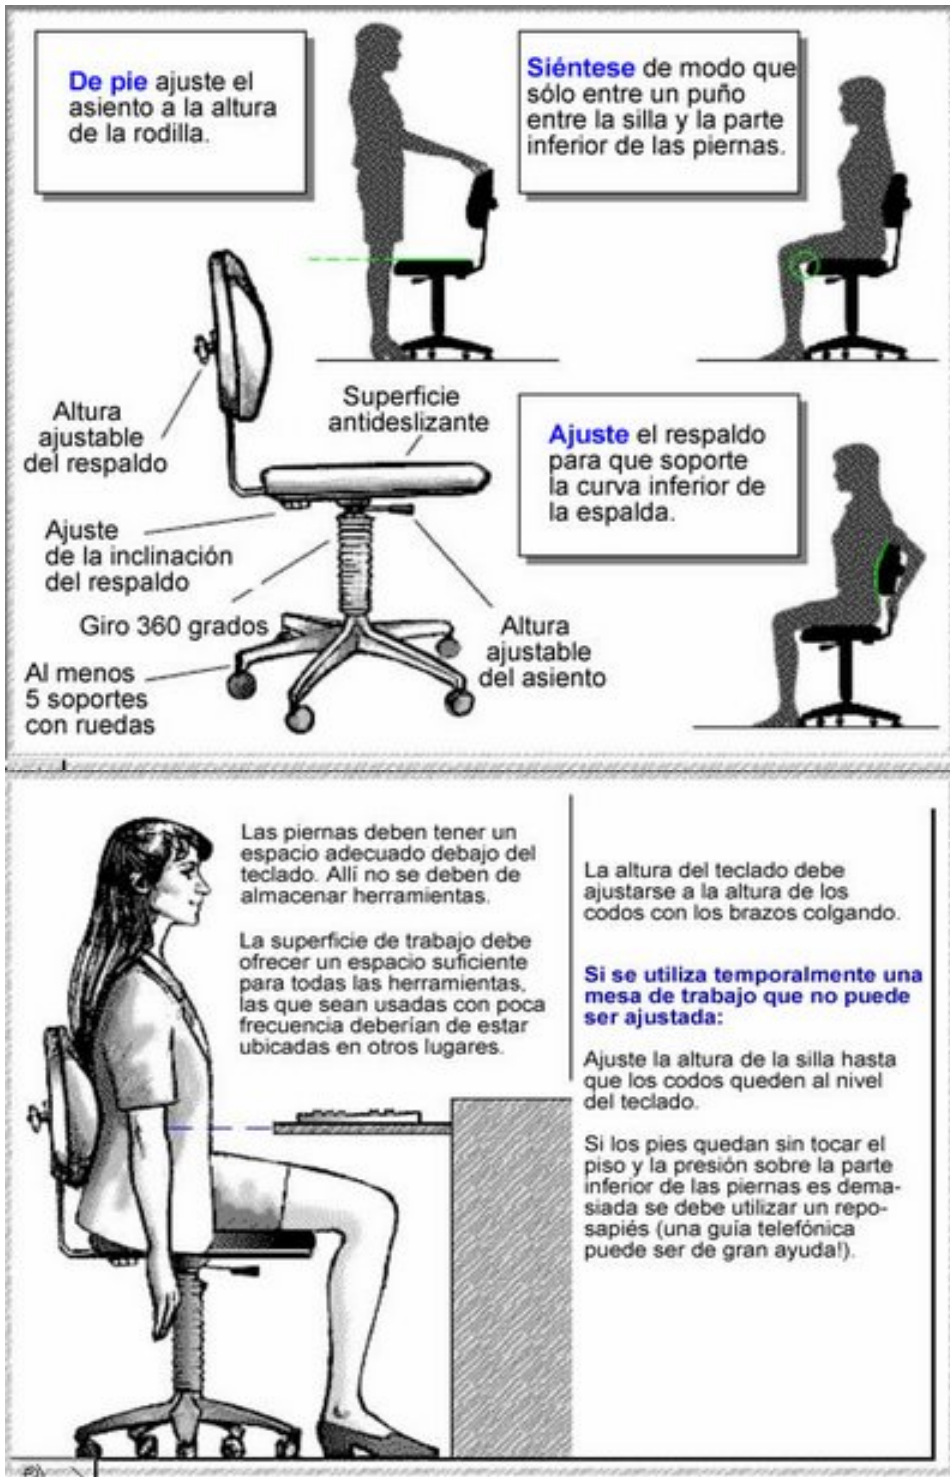 De pie ajuste el
asiento a la altura
de la rodilla.
Siéntese de modo que
sólo entre un puño
entre la silla y la parte
inferior de las piernas.
Altura
ajustable
del respaldo
Superficie
antideslizante
Ajuste el respaldo
para que soporte
la curva inferior de
la espalda.
Ajuste
de la inclinación
del respaldo
Giro 360 grados
Altura
ajustable
del asiento
Al menos
5 soportes
con ruedas
Las piernas deben tener un
espacio adecuado debajo del
teclado. Allí no se deben de
almacenar herramientas.
La superficie de trabajo debe
ofrecer un espacio suficiente
para todas las herramientas,
las que sean usadas con poca
frecuencia deberían de estar
ubicadas en otros lugares.
La altura del teclado debe
ajustarse a la altura de los
codos con los brazos colgando.
Si se utiliza temporalmente una
mesa de trabajo que no puede
ser ajustada:
Ajuste la altura de la silla hasta
que los codos queden al nivel
del teclado.
Si los pies quedan sin tocar el
piso y la presión sobre la parte
inferior de las piernas es dema-
siada se debe utilizar un repo-
sapiés (una guía telefónica
puede ser de gran ayuda!).